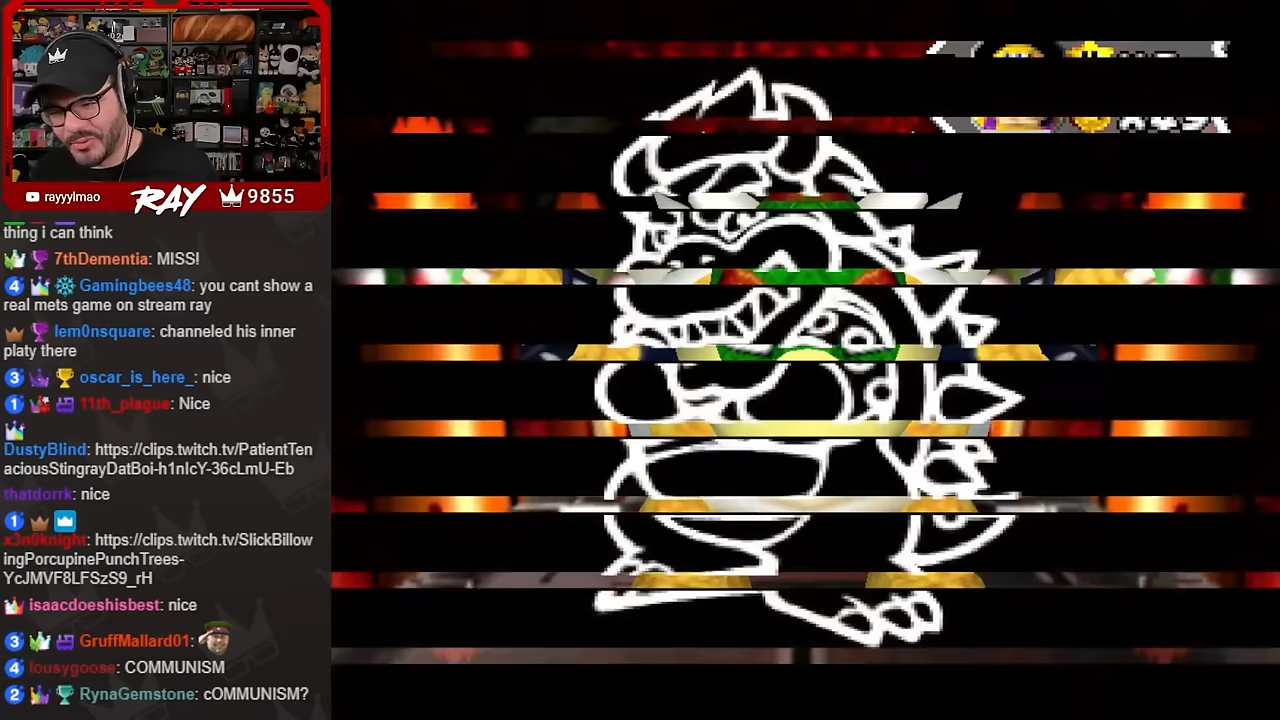 rayyylmao
RAY
9855
thing i can think
7thDementia: MISS!
4 Gamingbees48: you cant show a
real mets game on stream ray
lem0nsquare: channeled his inner
platy there
3 oscar_is_here_: nice
1 11th_plague: Nice
DustyBlind: https://clips.twitch.tv/PatientTen
aciousStingrayDatBoi-h1nIcY-36cLmU-Eb
thatdorrk: nice
1
x3n0knight: https://clips.twitch.tv/SlickBillow
ingPorcupinePunchTrees-
YcJMVF8LFSzS9_rH
isaacdoeshisbest: nice
3 GruffMallard01:
4 lousygoose: COMMUNISM
2 RynaGemstone: cOMMUNISM?